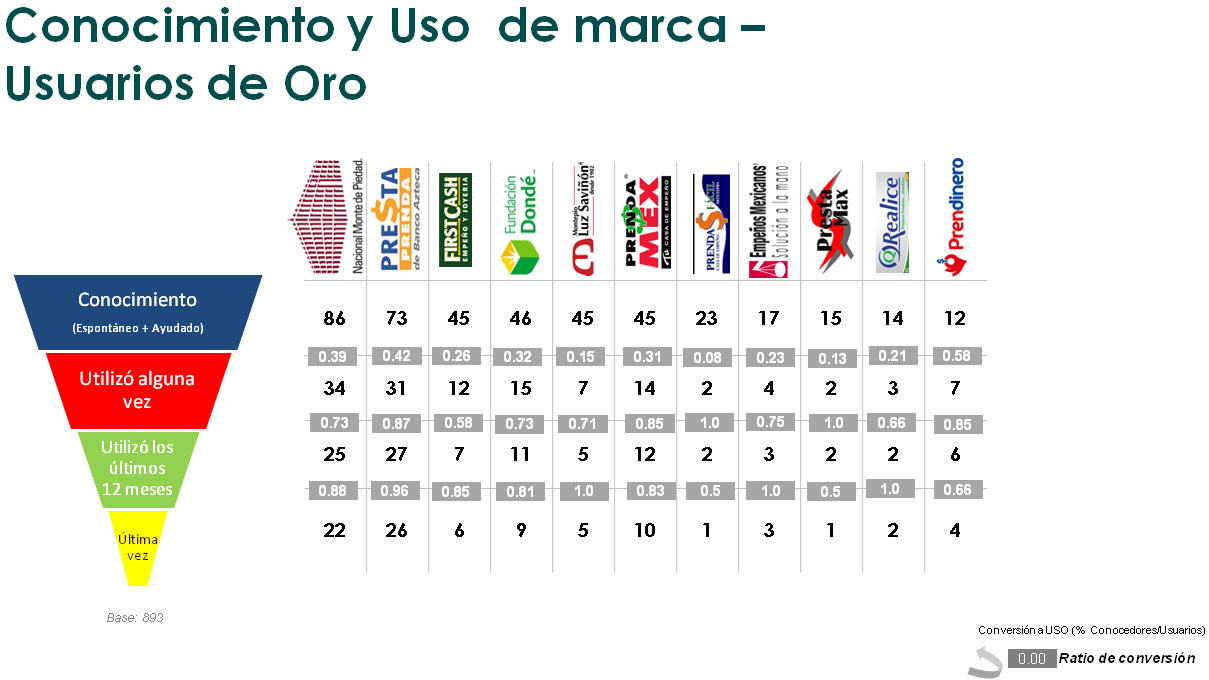 Conocimiento y Uso  de marca –
Usuarios de Oro
Nacional Monte de Piedad.
PRESTA
PRENDA
de Banco Azteca
FIRST CASH
EMPEÑO Y JOYERIA
Fundación
Dondé
Montepío
Luz Saviñón
desde 1902
PRENDA
MEX
CASA DE EMPEÑO
PRENDA FÁCIL
Empeños Mexicanos
Solución a la mano
Presta
Max
Realice
Prendinero
Conocimiento
(Espontáneo + Ayudado)
86 73 45 46 45 45 23 17 15 14 12
0.39 0.42 0.26 0.32 0.15 0.31 0.08 0.23 0.13 0.21 0.58
Utilizó alguna
vez
34 31 12 15 7 14 2 4 2 3 7
0.73 0.87 0.58 0.73 0.71 0.85 1.0 0.75 1.0 0.66 0.85
Utilizó los
últimos
12 meses
25 27 7 11 5 12 2 3 2 2 6
0.88 0.96 0.85 0.81 1.0 0.83 0.5 1.0 0.5 1.0 0.66
Última
vez
22 26 6 9 5 10 1 3 1 2 4
Base: 893
Conversión a USO (% Conocedores/Usuarios)
0.00 Ratio de conversión